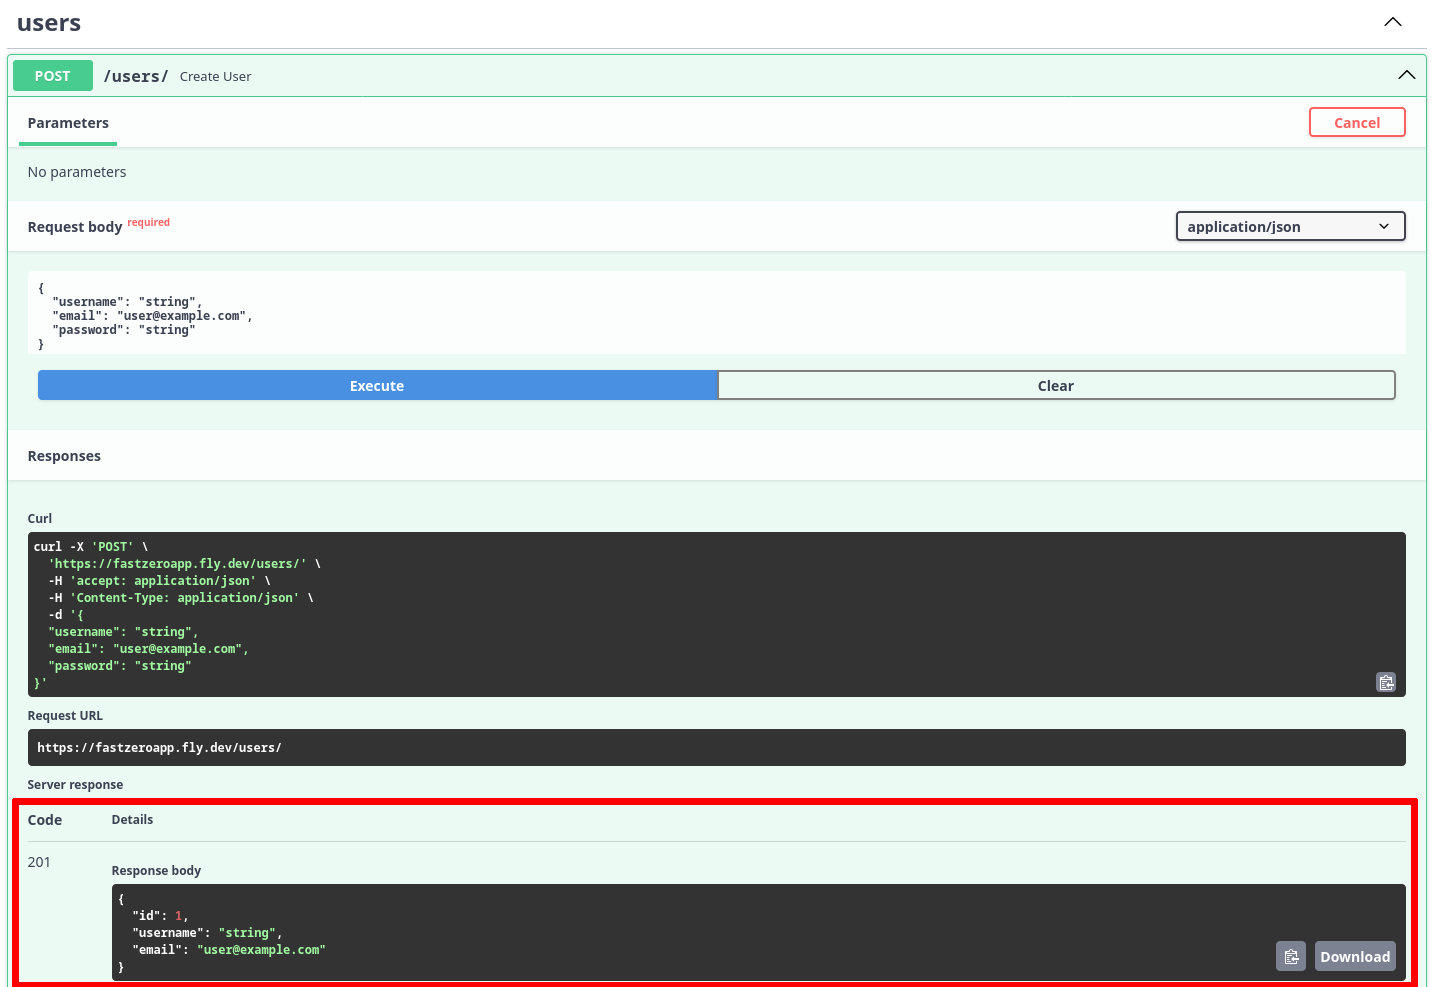 users
POST /users/ Create User
Parameters
Cancel
No parameters
Request body required
application/json
{
  "username": "string",
  "email": "user@example.com",
  "password": "string"
}
Execute
Clear
Responses
Curl
curl -X 'POST' \
  'https://fastzeroapp.fly.dev/users/' \
  -H 'accept: application/json' \
  -H 'Content-Type: application/json' \
  -d '{
  "username": "string",
  "email": "user@example.com",
  "password": "string"
}'
Request URL
https://fastzeroapp.fly.dev/users/
Server response
Code Details
201
Response body
{
  "id": 1,
  "username": "string",
  "email": "user@example.com"
}
Download